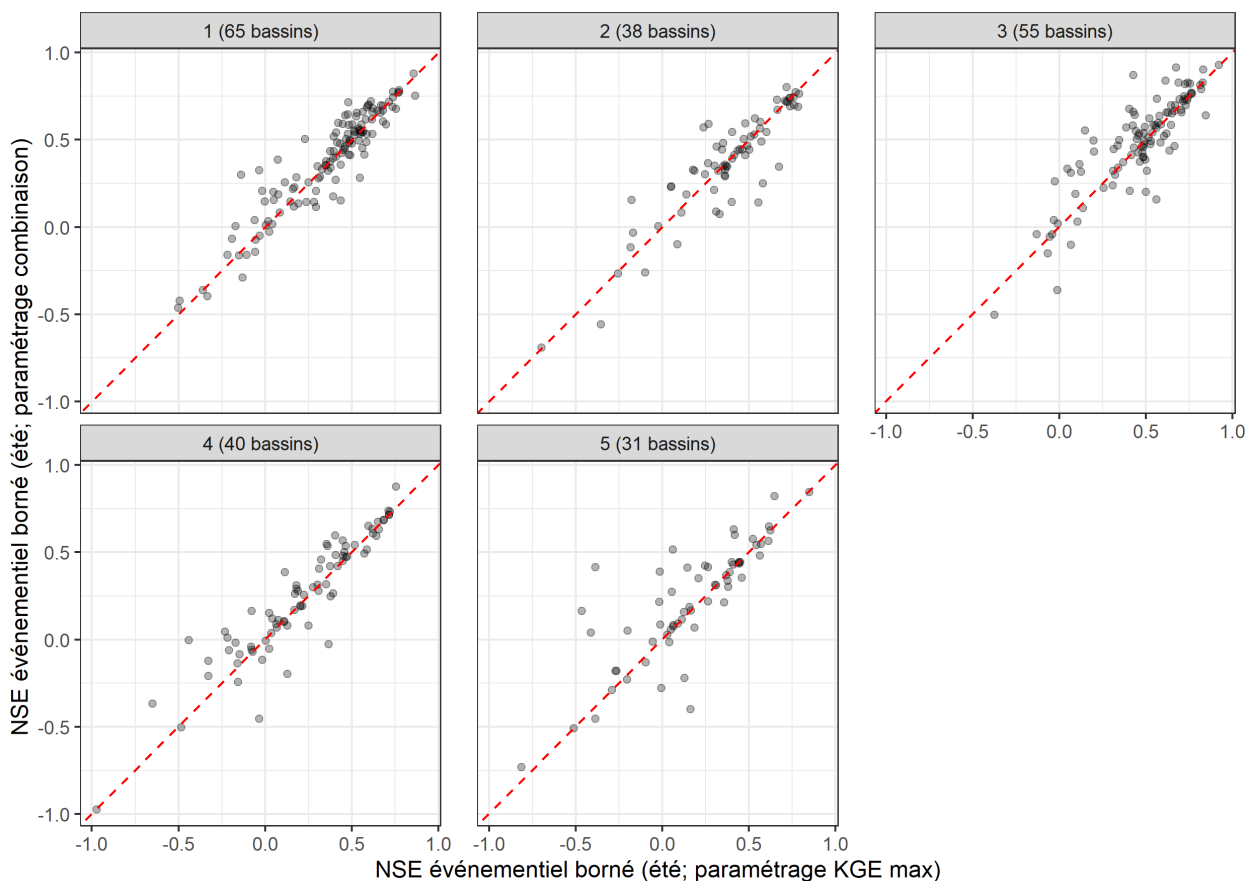 1 (65 bassins)
2 (38 bassins)
3 (55 bassins)
1.0
0.5
0.0
-0.5
-1.0
-1.0 -0.5 0.0 0.5 1.0
4 (40 bassins)
5 (31 bassins)
1.0
0.5
0.0
-0.5
-1.0
-1.0 -0.5 0.0 0.5 1.0
-1.0 -0.5 0.0 0.5 1.0
NSE événementiel borné (été; paramétrage combinaison)
NSE événementiel borné (été; paramétrage KGE max)